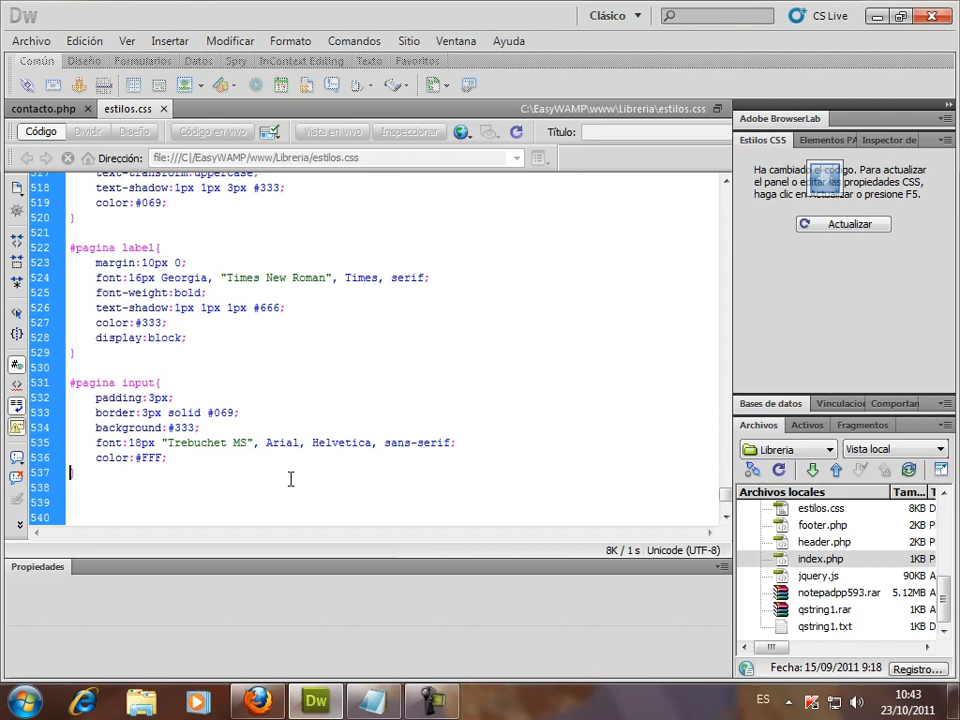 Dw
Clásico
CS Live
Archivo Edición Ver Insertar Modificar Formato Comandos Sitio Ventana Ayuda
Común Diseño Formularios Datos Spry InContext Editing Texto Favoritos
contacto.php estilos.css C:\EasyWAMP\www\Libreria\estilos.css
Código Dividir Diseño Código en vivo Vista en vivo Inspeccionar Título:
Dirección: file:///C|/EasyWAMP/www/Libreria/estilos.css
517 text-transform:uppercase;
518 text-shadow:1px 1px 3px #333;
519 color:#069;
520 }
521
522 #pagina label{
523 margin:10px 0;
524 font:16px Georgia, "Times New Roman", Times, serif;
525 font-weight:bold;
526 text-shadow:1px 1px 1px #666;
527 color:#333;
528 display:block;
529 }
530
531 #pagina input{
532 padding:3px;
533 border:3px solid #069;
534 background:#333;
535 font:18px "Trebuchet MS", Arial, Helvetica, sans-serif;
536 color:#FFF;
537 }
538
539
540
8K / 1 s Unicode (UTF-8)
Propiedades
Adobe BrowserLab
Estilos CSS Elementos PA Inspector de
Ha cambiado el código. Para actualizar
el panel o editar las propiedades CSS,
haga clic en Actualizar o presione F5.
Actualizar
Bases de datos Vinculacion Comportar
Archivos Activos Fragmentos
Libreria
Archivos locales Tam... T
estilos.css 8KB A
footer.php 2KB P
header.php 2KB P
index.php 1KB P
jquery.js 90KB A
notepadpp593.rar 5.12MB A
qstring1.rar 1KB A
qstring1.txt 1KB D
Fecha: 15/09/2011 9:18 Registro...
Dw
ES
10:43
23/10/2011